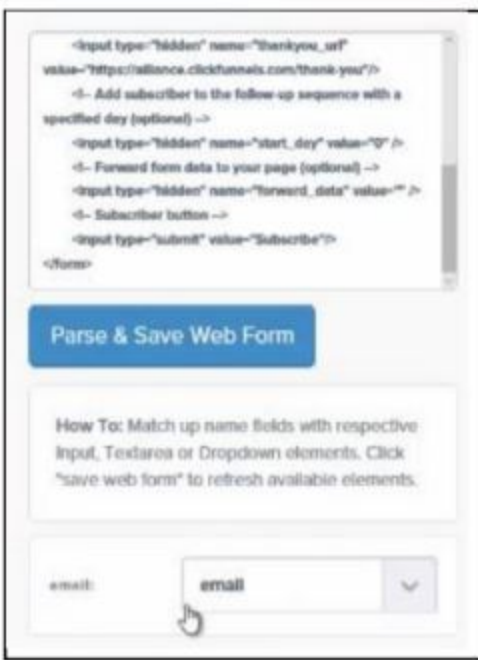 <input type="hidden" name="thankyou_url"
value="https://alliance.clickfunnels.com/thank-you"/>
<!-- Add subscriber to the follow-up sequence with a
specified day (optional) -->
<input type="hidden" name="start_day" value="0" />
<!-- Forward form data to your page (optional) -->
<input type="hidden" name="forward_data" value="" />
<!-- Subscriber button -->
<input type="submit" value="Subscribe"/>
</form>
Parse & Save Web Form
How To: Match up name fields with respective
Input, Textarea or Dropdown elements. Click
"save web form" to refresh available elements.
email:
email